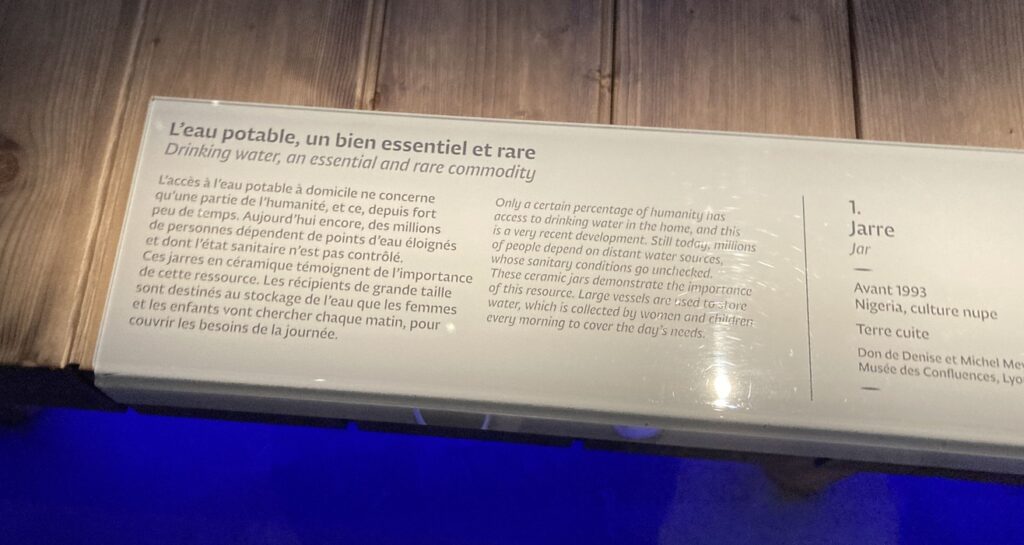 L'eau potable, un bien essentiel et rare
Drinking water, an essential and rare commodity
L'accès à l'eau potable à domicile ne concerne
qu'une partie de l'humanité, et ce, depuis fort
peu de temps. Aujourd'hui encore, des millions
de personnes dépendent de points d'eau éloignés
et dont l'état sanitaire n'est pas contrôlé.
Ces jarres en céramique témoignent de l'importance
de cette ressource. Les récipients de grande taille
sont destinés au stockage de l'eau que les femmes
et les enfants vont chercher chaque matin, pour
couvrir les besoins de la journée.
Only a certain percentage of humanity has
access to drinking water in the home, and this
is a very recent development. Still today, millions
of people depend on distant water sources,
whose sanitary conditions go unchecked.
These ceramic jars demonstrate the importance
of this resource. Large vessels are used to store
water, which is collected by women and children
every morning to cover the day's needs.
1.
Jarre
Jar
Avant 1993
Nigeria, culture nupe
Terre cuite
Don de Denise et Michel
Musée des Confluences,